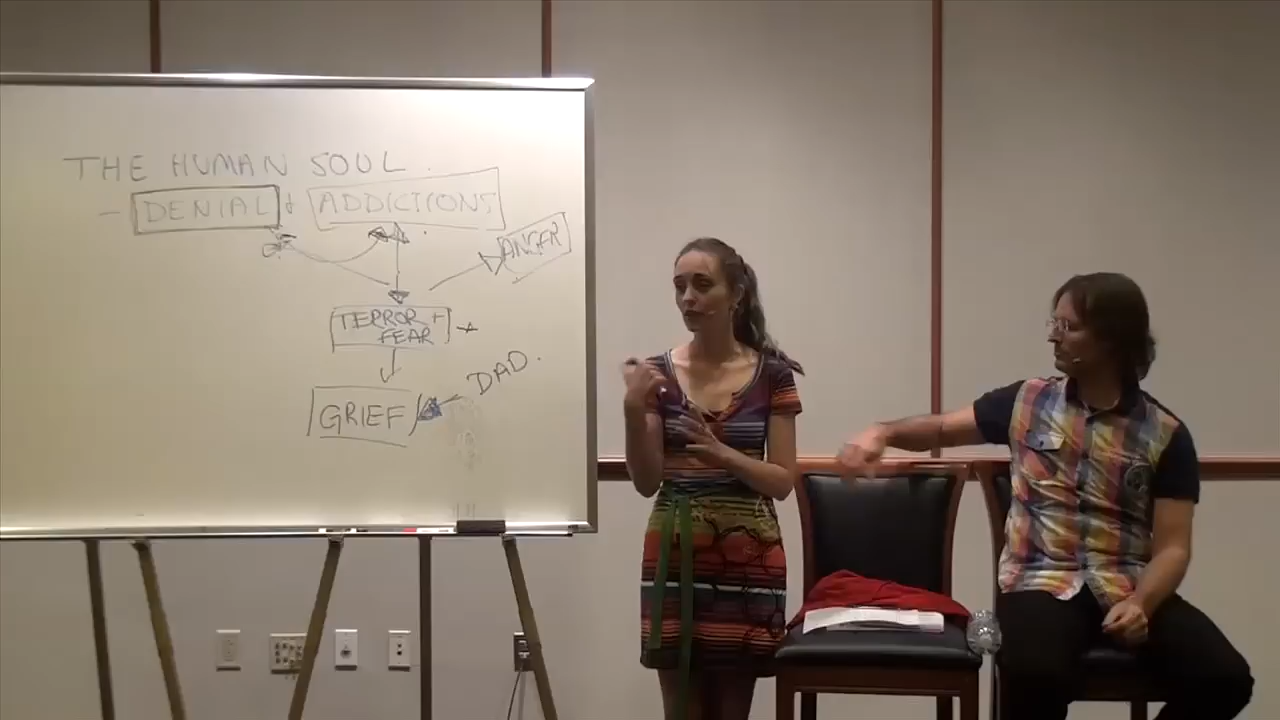 THE HUMAN SOUL.
- DENIAL & ADDICTIONS
ANGER
TERROR +
FEAR
DAD.
GRIEF